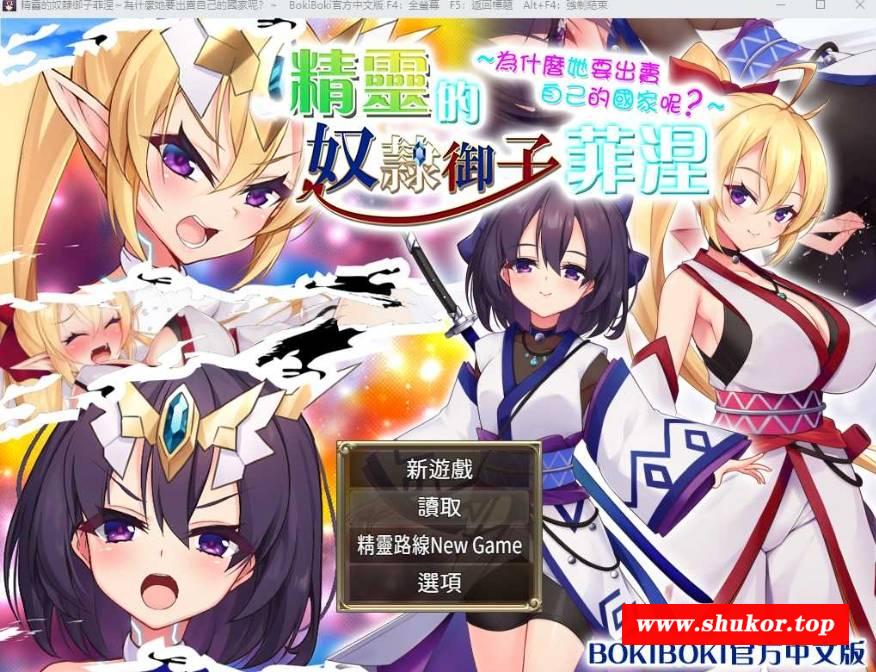 精靈的奴隸御子菲涅～為什麼她要出賣自己的國家呢？～ BokiBoki官方中文版 F4：全螢幕 F5：返回標題 Alt+F4：強制結束
精靈的
～為什麼她要出賣
自己的國家呢？～
奴隸御子菲涅
新遊戲
讀取
精靈路線New Game
選項
www.shukor.top
BOKIBOKI官方中文版